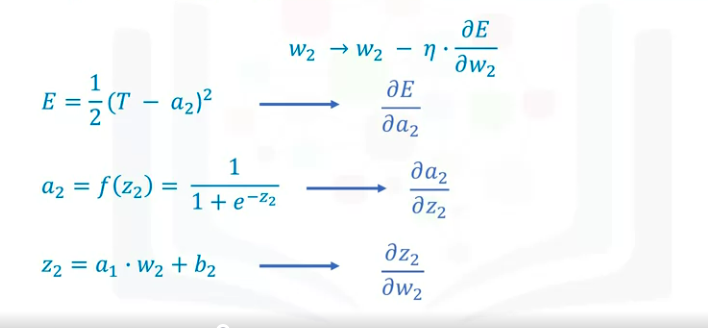 w₂ → w₂ − η · ∂E/∂w₂
E = 1/2 (T − a₂)² ⟶ ∂E/∂a₂
a₂ = f(z₂) = 1/(1 + e^−z₂) ⟶ ∂a₂/∂z₂
z₂ = a₁ · w₂ + b₂ ⟶ ∂z₂/∂w₂